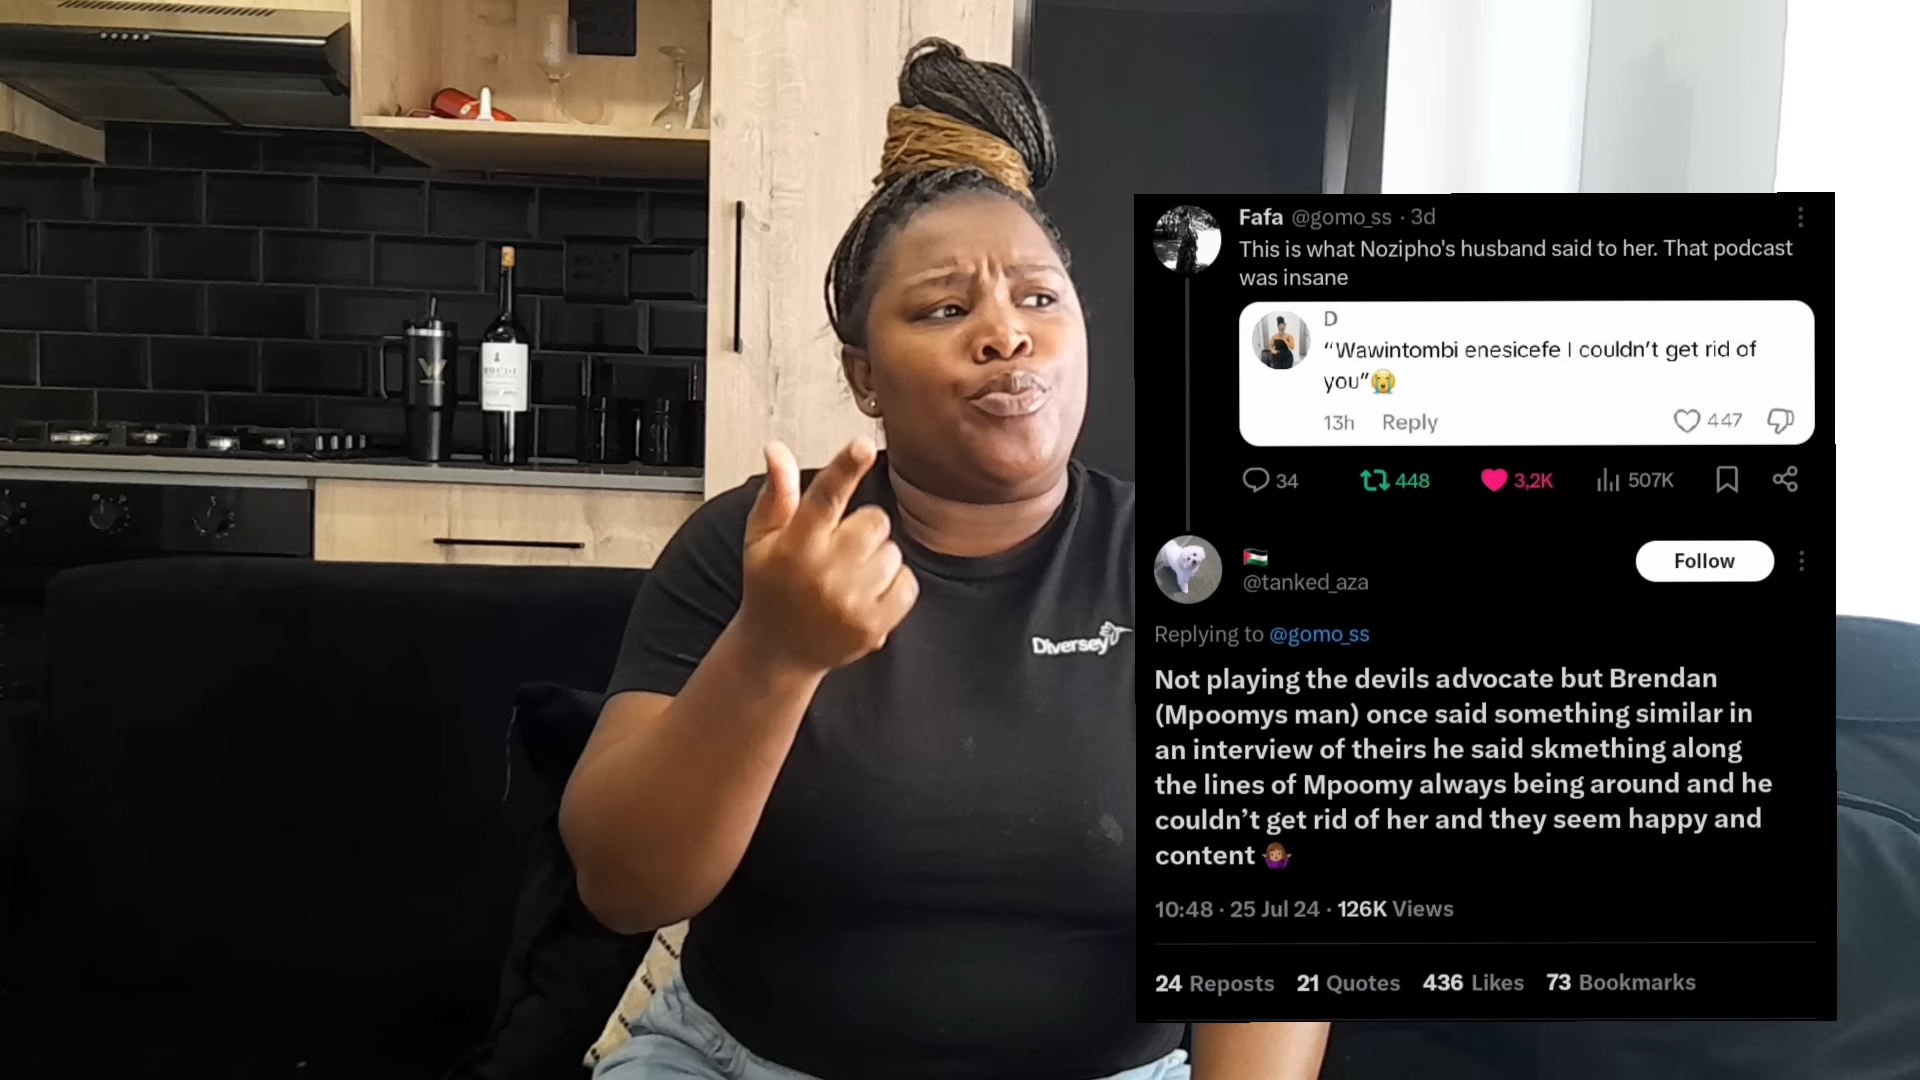 Fafa @gomo_ss · 3d
This is what Nozipho's husband said to her. That podcast
was insane
D
“Wawintombi enesicefe I couldn’t get rid of
you”😭
13h Reply 447
34 448 3,2K 507K
🇵🇸
@tanked_aza
Follow
Replying to @gomo_ss
Not playing the devils advocate but Brendan
(Mpoomys man) once said something similar in
an interview of theirs he said skmething along
the lines of Mpoomy always being around and he
couldn’t get rid of her and they seem happy and
content 🤷🏽‍♀️
10:48 · 25 Jul 24 · 126K Views
24 Reposts 21 Quotes 436 Likes 73 Bookmarks
Diversey